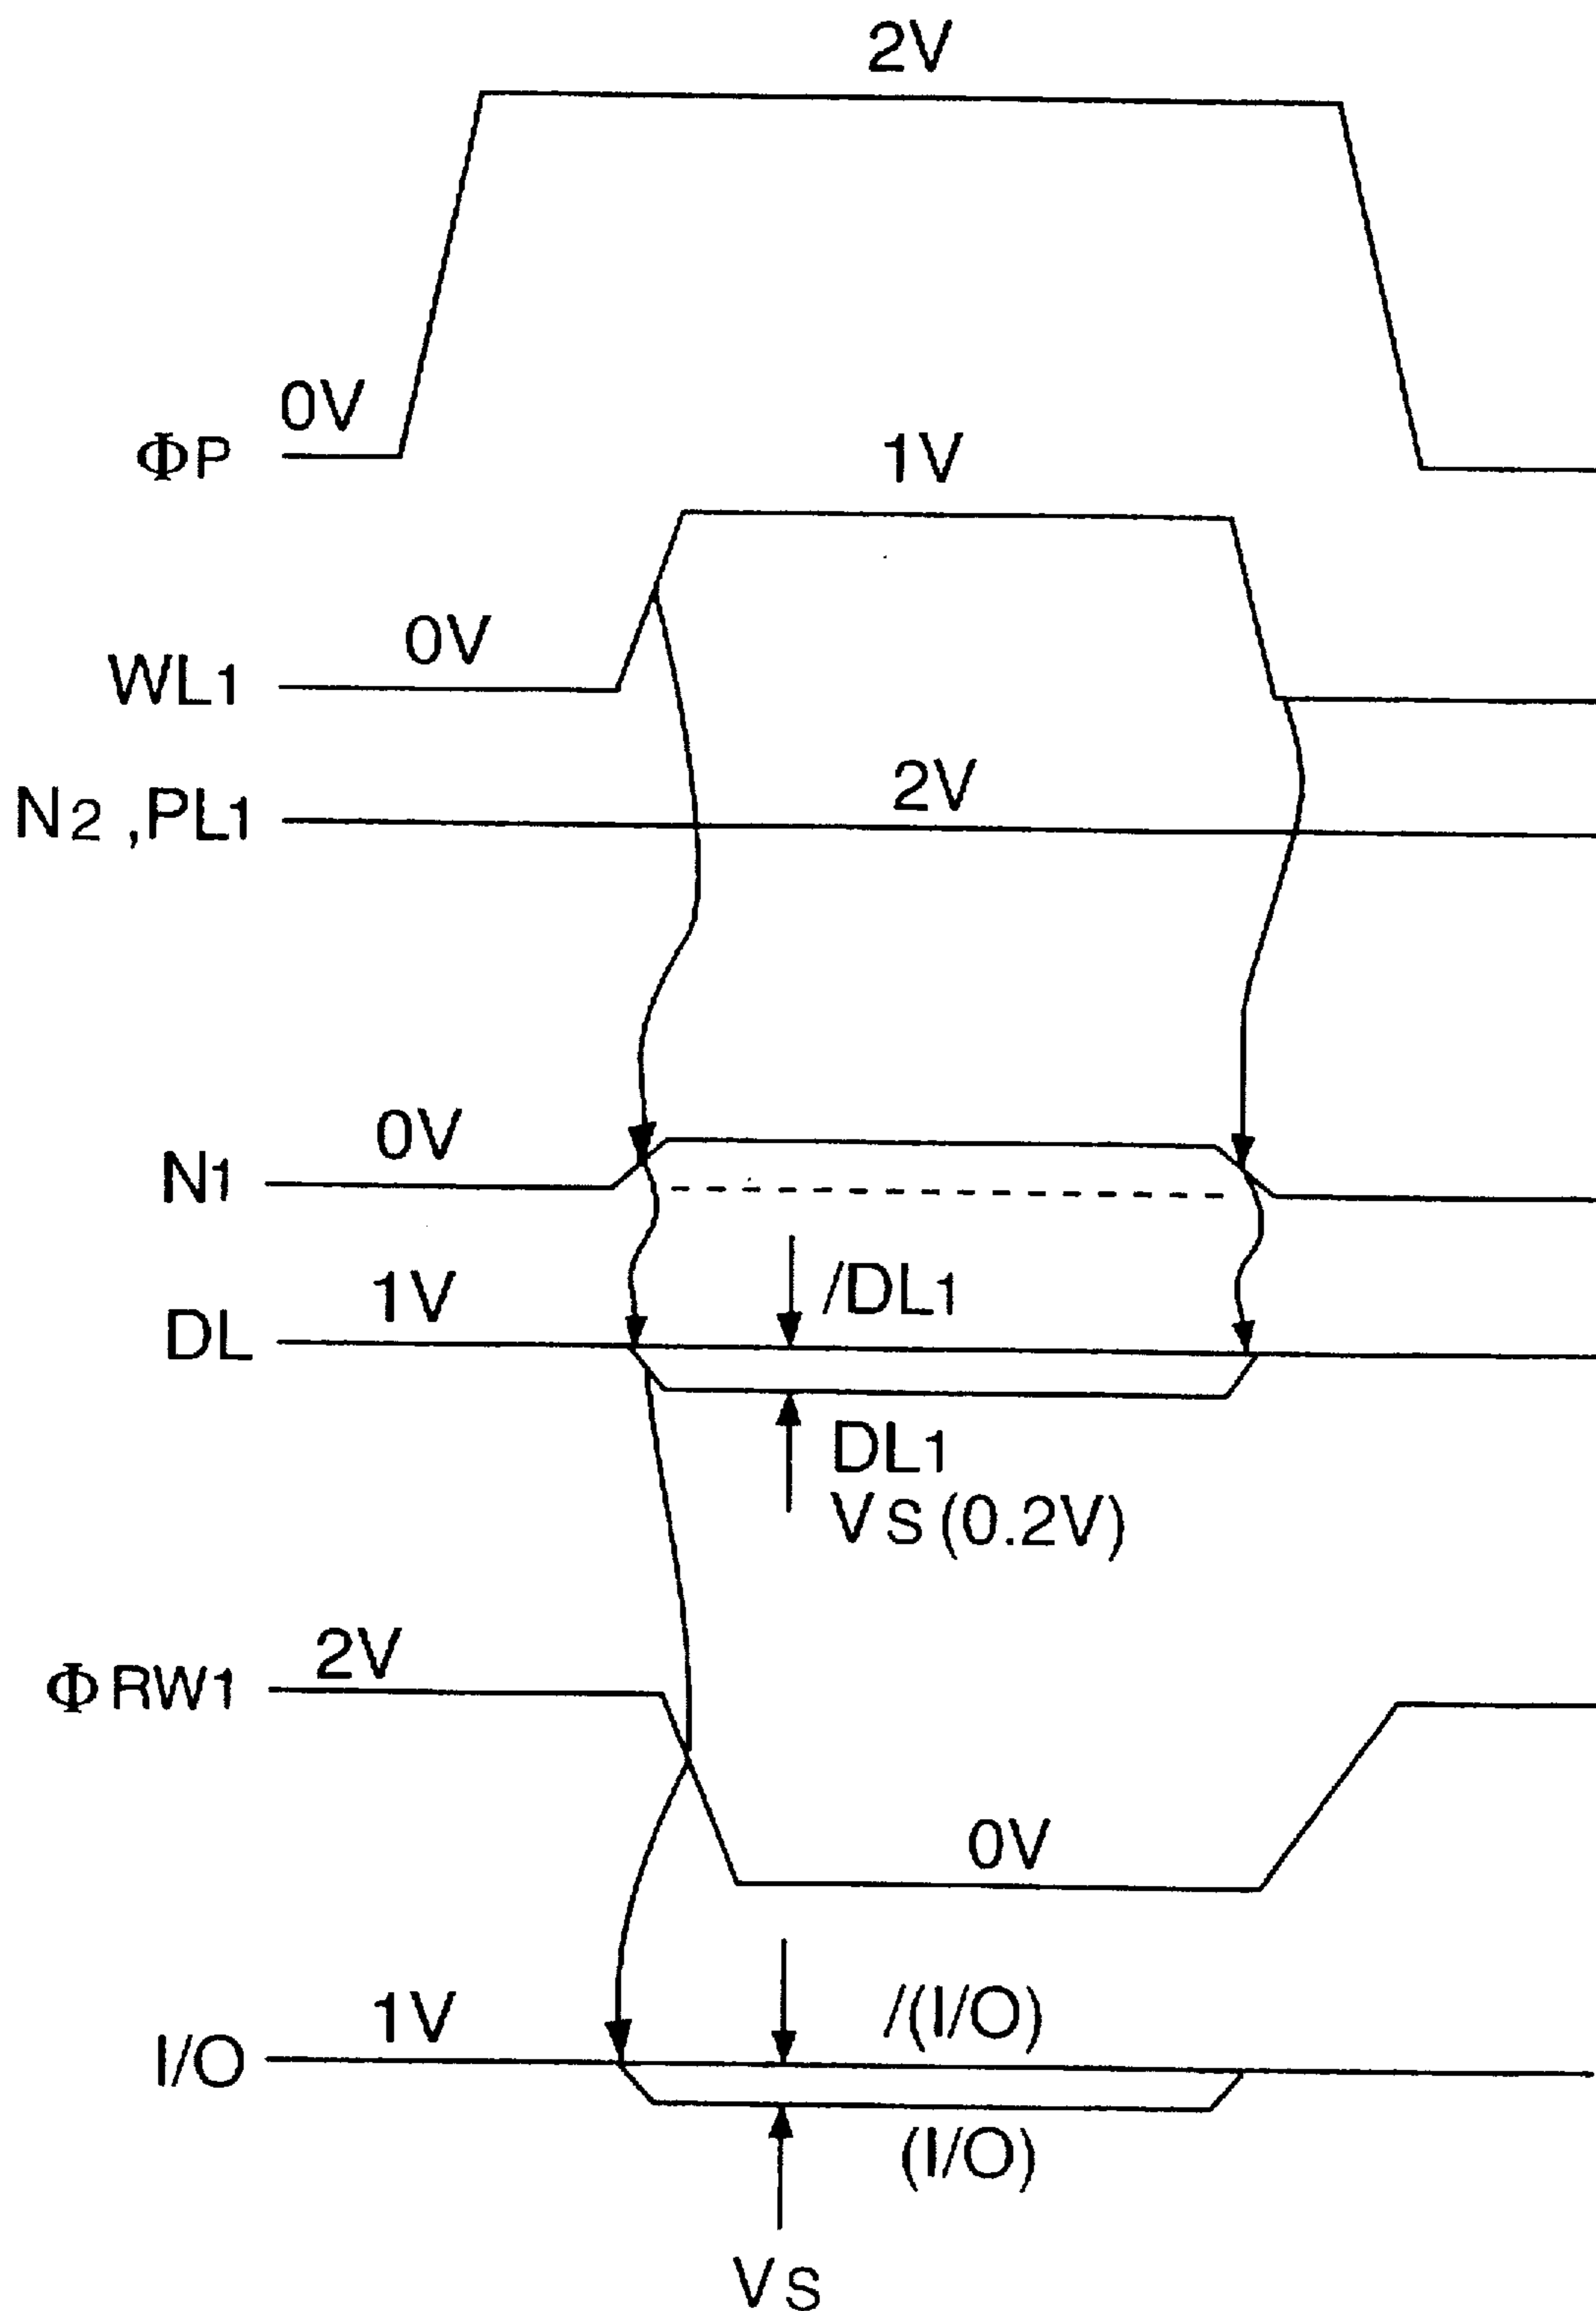 2V
0V
ΦP
1V
0V
WL1
2V
N2 ,PL1
0V
N1
/DL1
1V
DL
DL1
VS(0.2V)
2V
ΦRW1
0V
/(I/O)
1V
I/O
(I/O)
VS